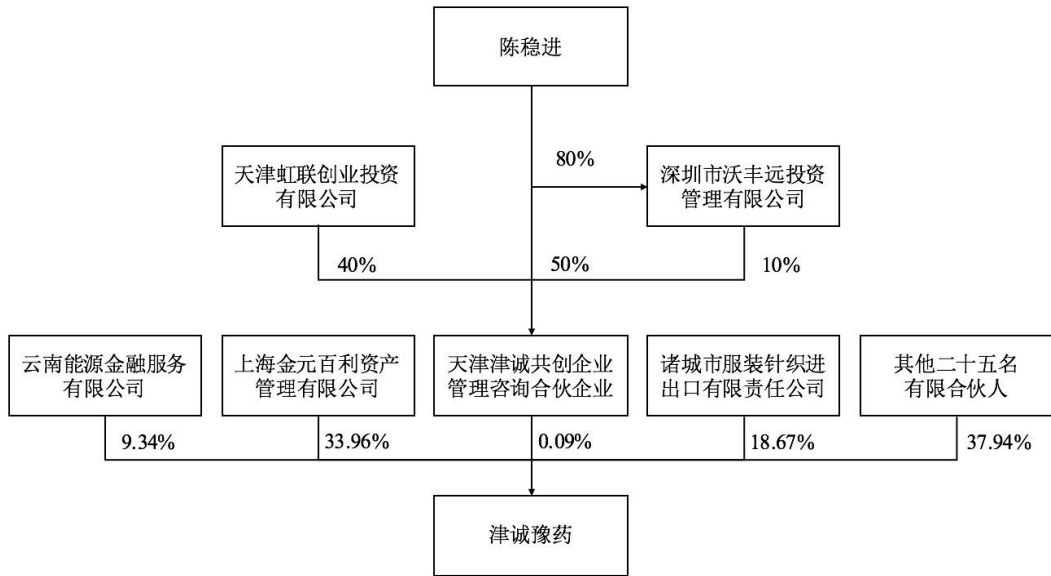 陈稳进
80%
天津虹联创业投资
有限公司
深圳市沃丰远投资
管理有限公司
40%
50%
10%
云南能源金融服务
有限公司
上海金元百利资产
管理有限公司
天津津诚共创企业
管理咨询合伙企业
诸城市服装针织进
出口有限责任公司
其他二十五名
有限合伙人
9.34%
33.96%
0.09%
18.67%
37.94%
津诚豫药